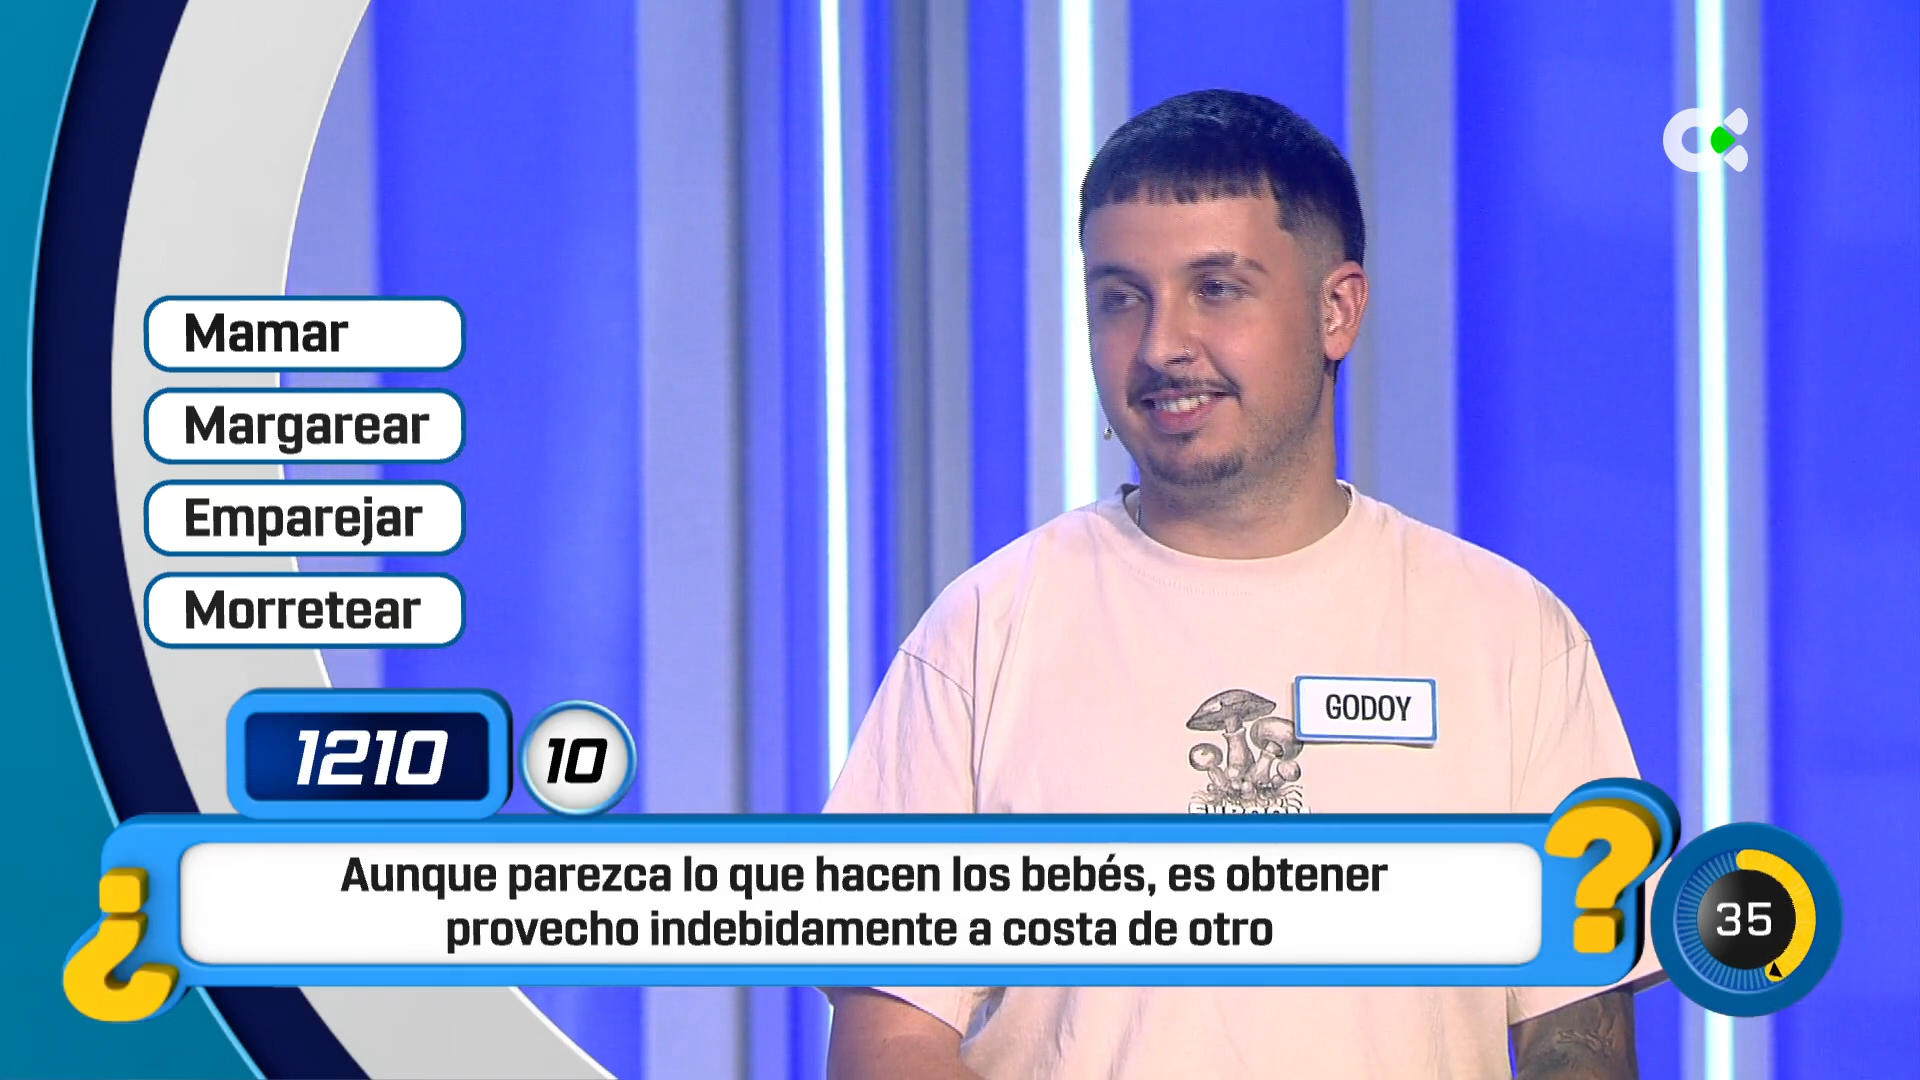 Mamar
Margarear
Emparejar
Morretear
1210
10
GODOY
Aunque parezca lo que hacen los bebés, es obtener
provecho indebidamente a costa de otro
35